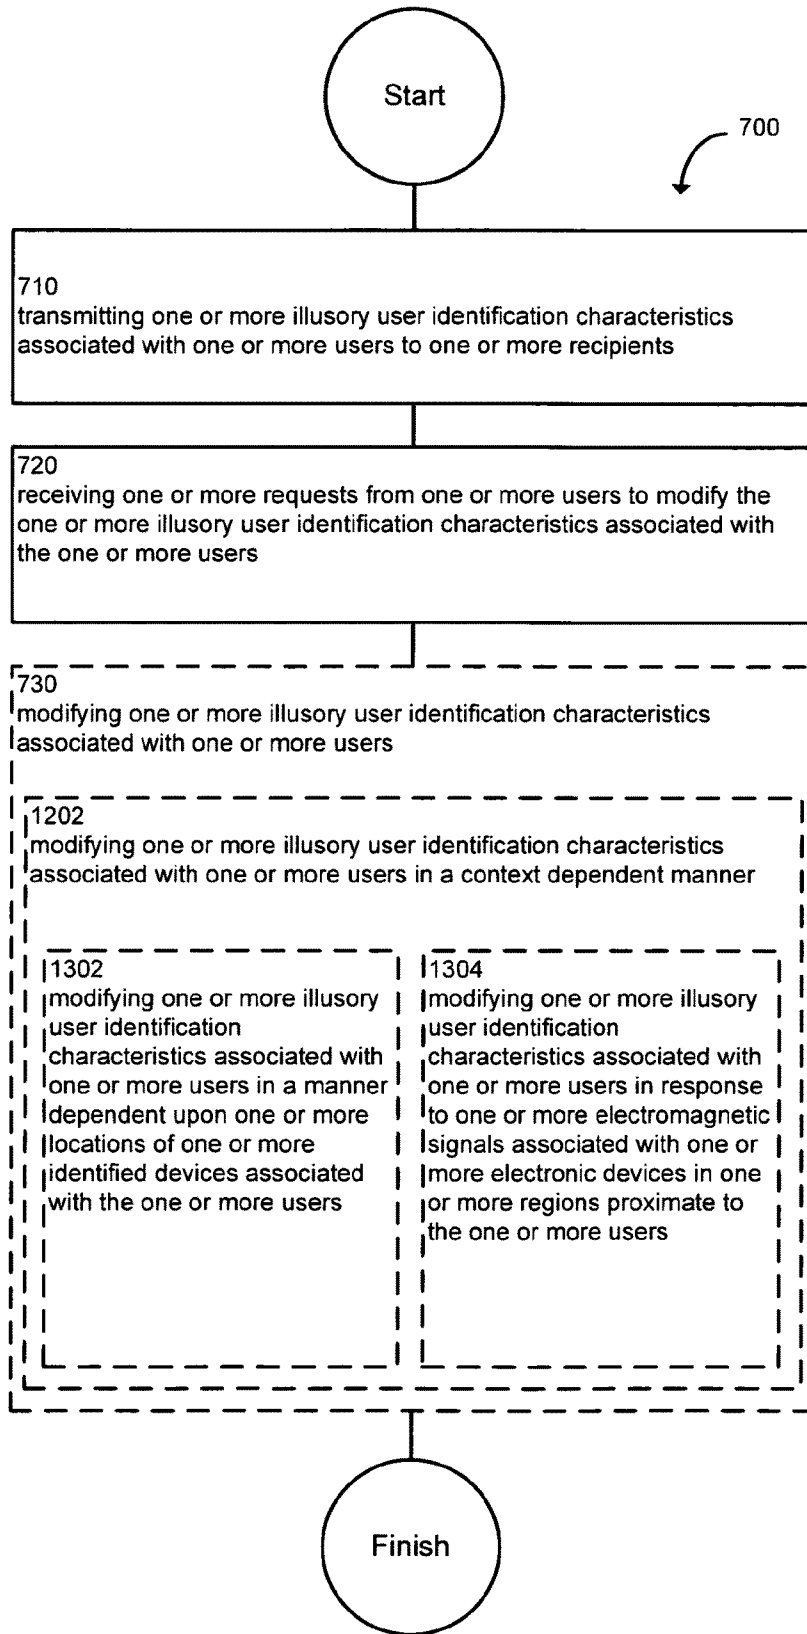 Start
700
710
transmitting one or more illusory user identification characteristics
associated with one or more users to one or more recipients
720
receiving one or more requests from one or more users to modify the
one or more illusory user identification characteristics associated with
the one or more users
730
modifying one or more illusory user identification characteristics
associated with one or more users
1202
modifying one or more illusory user identification characteristics
associated with one or more users in a context dependent manner
1302
modifying one or more illusory
user identification
characteristics associated with
one or more users in a manner
dependent upon one or more
locations of one or more
identified devices associated
with the one or more users
1304
modifying one or more illusory
user identification
characteristics associated with
one or more users in response
to one or more electromagnetic
signals associated with one or
more electronic devices in one
or more regions proximate to
the one or more users
Finish